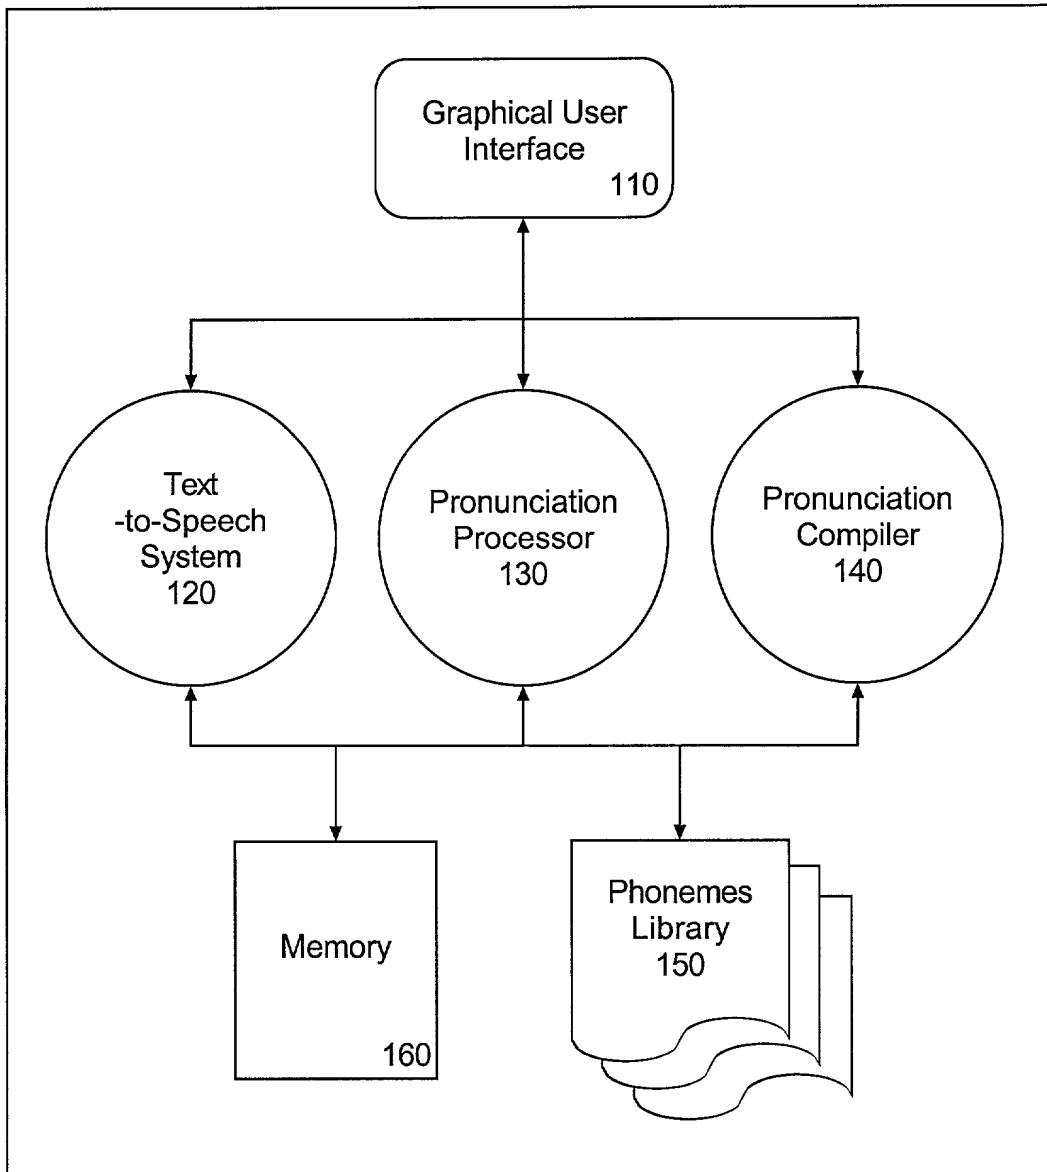 Graphical User
Interface
110
Text
-to-Speech
System
120
Pronunciation
Processor
130
Pronunciation
Compiler
140
Memory
160
Phonemes
Library
150